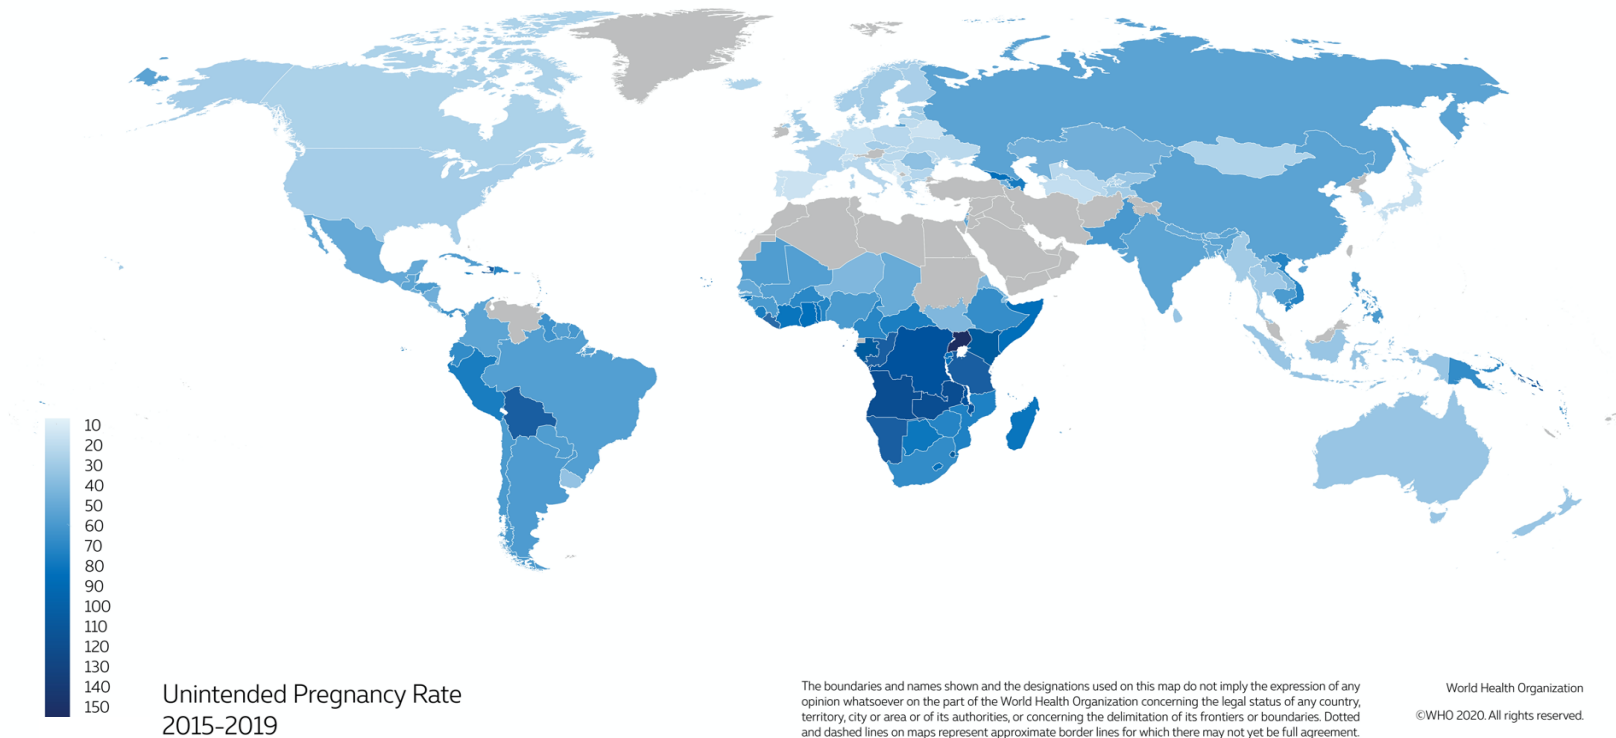 10
20
30
40
50
60
70
80
90
100
110
120
130
140
150
Unintended Pregnancy Rate
2015-2019
The boundaries and names shown and the designations used on this map do not imply the expression of any
opinion whatsoever on the part of the World Health Organization concerning the legal status of any country,
territory, city or area or of its authorities, or concerning the delimitation of its frontiers or boundaries. Dotted
and dashed lines on maps represent approximate border lines for which there may not yet be full agreement.
World Health Organization
©WHO 2020. All rights reserved.